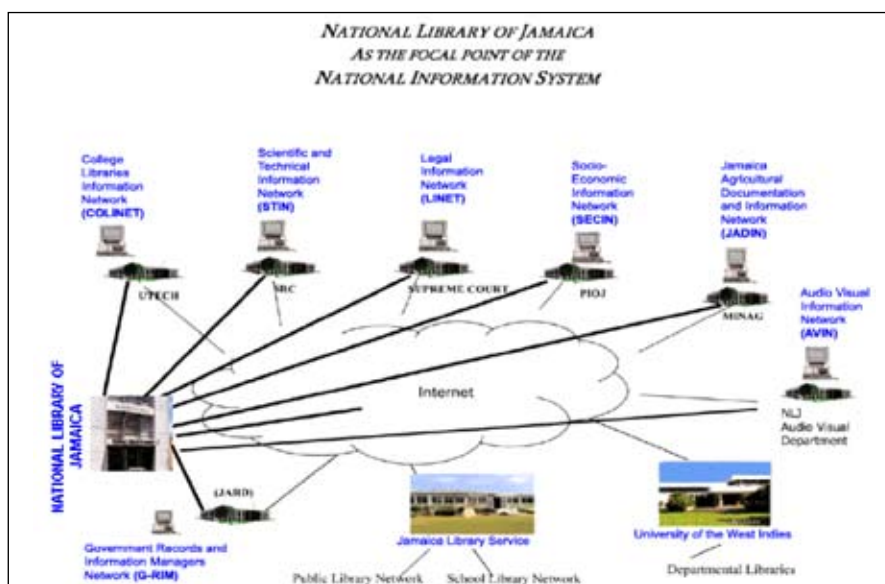 NATIONAL LIBRARY OF JAMAICA
AS THE FOCAL POINT OF THE
NATIONAL INFORMATION SYSTEM
College
Libraries
Information
Network
(COLINET)
UTECH
Scientific and
Technical
Information
Network
(STIN)
SRC
Legal
Information
Network
(LINET)
SUPREME COURT
Socio-
Economic
Information
Network
(SECIN)
PIOJ
Jamaica
Agricultural
Documentation
and Information
Network
(JADIN)
MINAG
Audio Visual
Information
Network
(AVIN)
NLJ
Audio Visual
Department
Internet
NATIONAL LIBRARY OF
JAMAICA
(JARD)
Government Records and
Information Managers
Network (G-RIM)
Jamaica Library Service
Public Library Network
School Library Network
University of the West Indies
Departmental Libraries